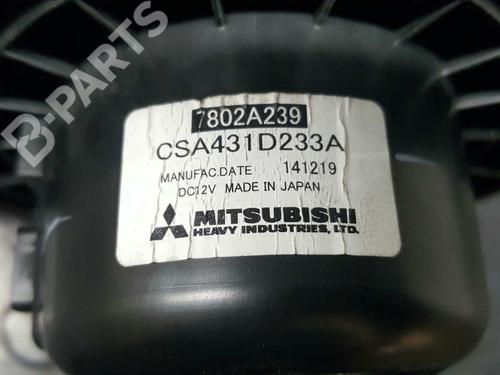 B-PARTS
7802A239
CSA431D233A
MANUFAC.DATE 141219
DC12V MADE IN JAPAN
MITSUBISHI
HEAVY INDUSTRIES, LTD.